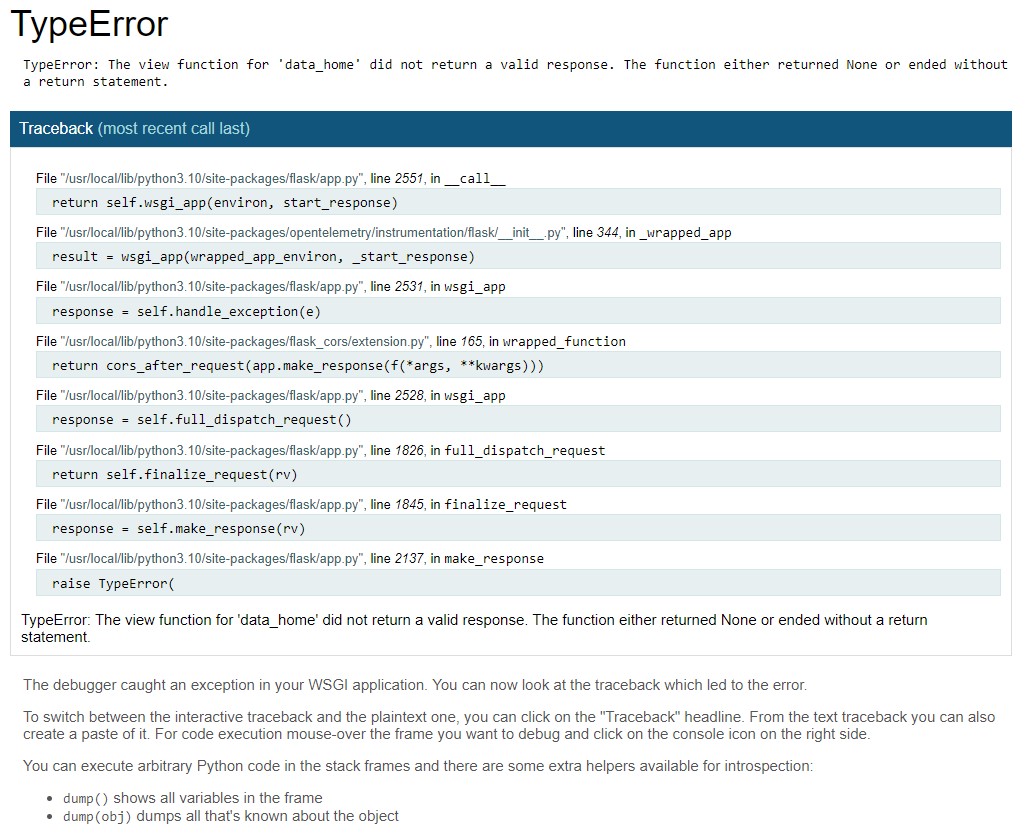 TypeError
TypeError: The view function for 'data_home' did not return a valid response. The function either returned None or ended without
a return statement.
Traceback (most recent call last)
File "/usr/local/lib/python3.10/site-packages/flask/app.py", line 2551, in __call__
return self.wsgi_app(environ, start_response)
File "/usr/local/lib/python3.10/site-packages/opentelemetry/instrumentation/flask/__init__.py", line 344, in _wrapped_app
result = wsgi_app(wrapped_app_environ, _start_response)
File "/usr/local/lib/python3.10/site-packages/flask/app.py", line 2531, in wsgi_app
response = self.handle_exception(e)
File "/usr/local/lib/python3.10/site-packages/flask_cors/extension.py", line 165, in wrapped_function
return cors_after_request(app.make_response(f(*args, **kwargs)))
File "/usr/local/lib/python3.10/site-packages/flask/app.py", line 2528, in wsgi_app
response = self.full_dispatch_request()
File "/usr/local/lib/python3.10/site-packages/flask/app.py", line 1826, in full_dispatch_request
return self.finalize_request(rv)
File "/usr/local/lib/python3.10/site-packages/flask/app.py", line 1845, in finalize_request
response = self.make_response(rv)
File "/usr/local/lib/python3.10/site-packages/flask/app.py", line 2137, in make_response
raise TypeError(
TypeError: The view function for 'data_home' did not return a valid response. The function either returned None or ended without a return
statement.
The debugger caught an exception in your WSGI application. You can now look at the traceback which led to the error.
To switch between the interactive traceback and the plaintext one, you can click on the "Traceback" headline. From the text traceback you can also
create a paste of it. For code execution mouse-over the frame you want to debug and click on the console icon on the right side.
You can execute arbitrary Python code in the stack frames and there are some extra helpers available for introspection:
• dump() shows all variables in the frame
• dump(obj) dumps all that's known about the object